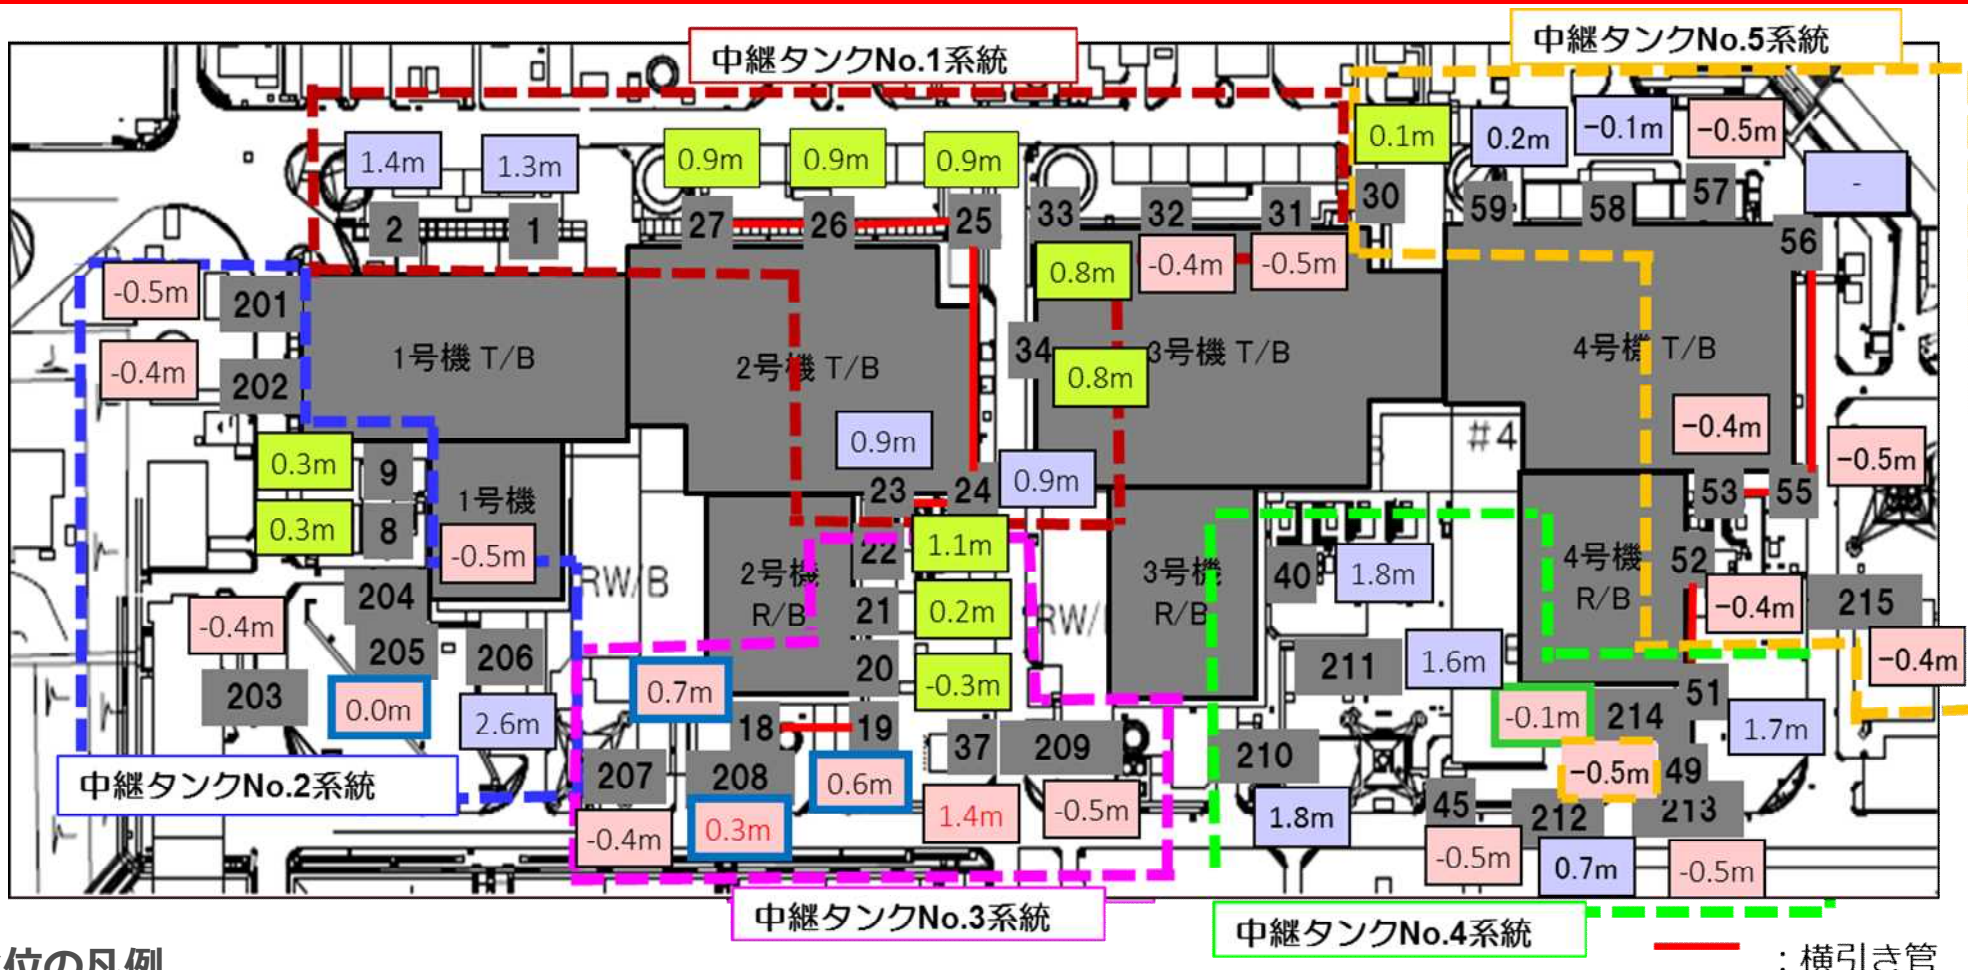 中継タンクNo.1系統
中継タンクNo.5系統
1.4m
1.3m
0.9m
0.9m
0.9m
0.1m
0.2m
−0.1m
−0.5m
-
2
1
27
26
25
33
32
31
30
59
58
57
56
-0.5m
201
0.8m
-0.4m
-0.5m
-0.4m
202
1号機 T/B
2号機 T/B
34
3号機 T/B
0.8m
4号機 T/B
0.9m
−0.4m
#4
−0.5m
0.3m
9
1号機
23
24
0.9m
53
55
0.3m
8
-0.5m
22
1.1m
2号機
R/B
3号機
R/B
40
1.8m
4号機
R/B
52
RW/B
RW/
204
21
0.2m
−0.4m
215
-0.4m
205
206
20
-0.3m
211
1.6m
−0.4m
203
0.0m
2.6m
0.7m
18
19
37
209
210
-0.1m
214
51
1.7m
中継タンクNo.2系統
207
208
0.6m
−0.5m
49
-0.4m
0.3m
1.4m
-0.5m
1.8m
45
212
213
-0.5m
0.7m
-0.5m
中継タンクNo.3系統
中継タンクNo.4系統
位の凡例
：横引き管